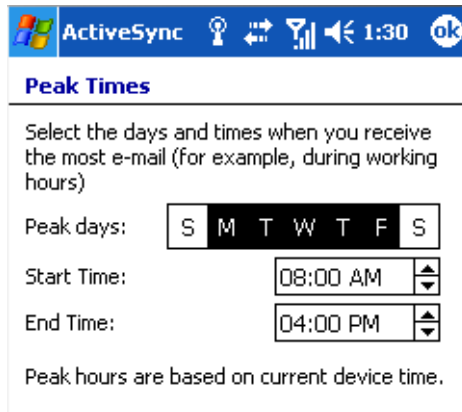 ActiveSync 1:30 ok
Peak Times
Select the days and times when you receive
the most e-mail (for example, during working
hours)
Peak days: S M T W T F S
Start Time: 08:00 AM
End Time: 04:00 PM
Peak hours are based on current device time.